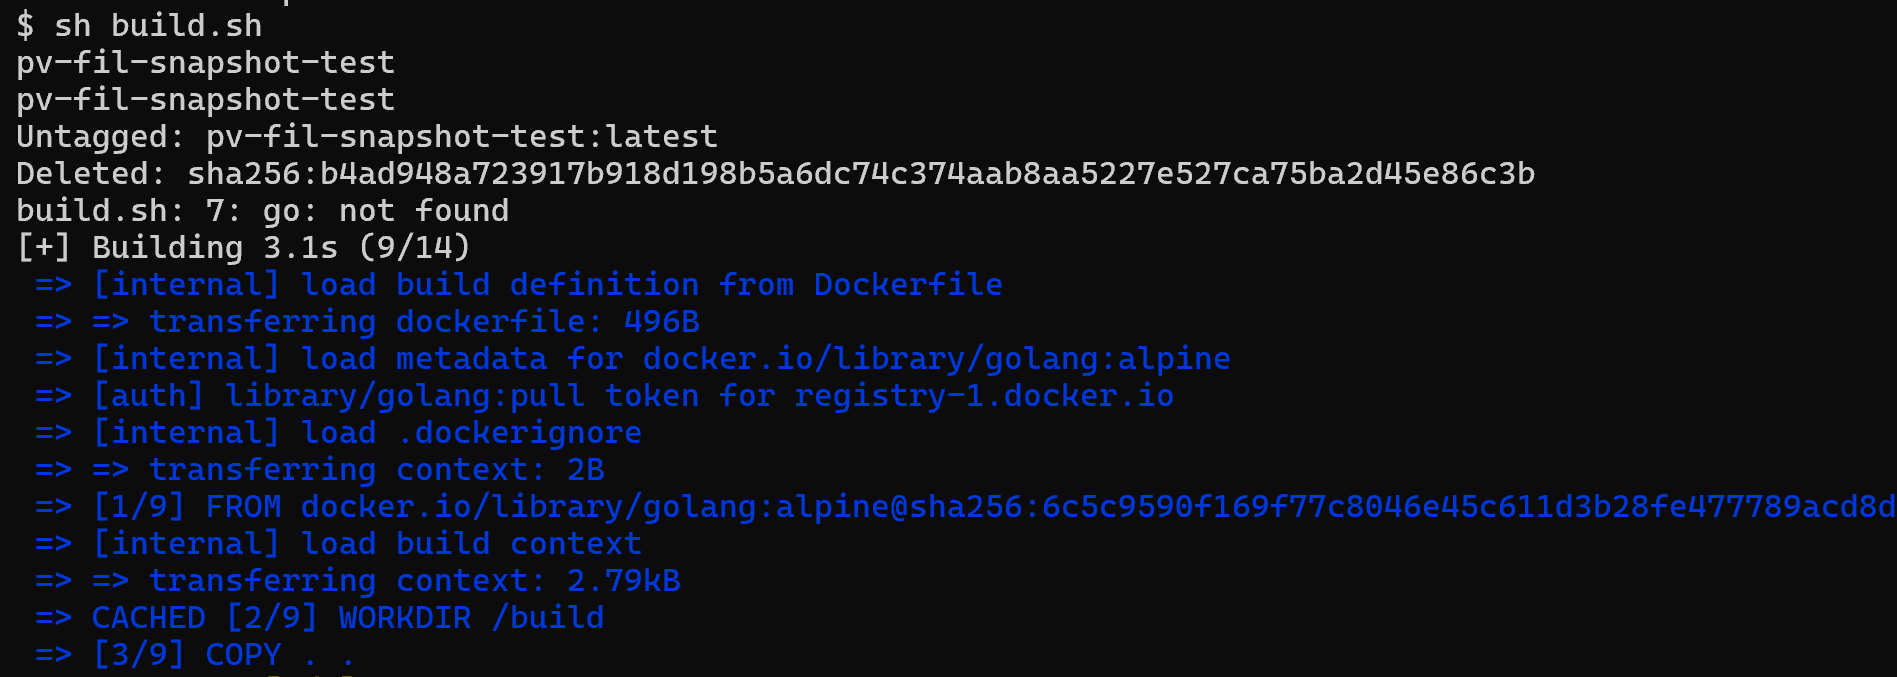 $ sh build.sh
pv-fil-snapshot-test
pv-fil-snapshot-test
Untagged: pv-fil-snapshot-test:latest
Deleted: sha256:b4ad948a723917b918d198b5a6dc74c374aab8aa5227e527ca75ba2d45e86c3b
build.sh: 7: go: not found
[+] Building 3.1s (9/14)
=> [internal] load build definition from Dockerfile
=> => transferring dockerfile: 496B
=> [internal] load metadata for docker.io/library/golang:alpine
=> [auth] library/golang:pull token for registry-1.docker.io
=> [internal] load .dockerignore
=> => transferring context: 2B
=> [1/9] FROM docker.io/library/golang:alpine@sha256:6c5c9590f169f77c8046e45c611d3b28fe477789acd8d
=> [internal] load build context
=> => transferring context: 2.79kB
=> CACHED [2/9] WORKDIR /build
=> [3/9] COPY . .